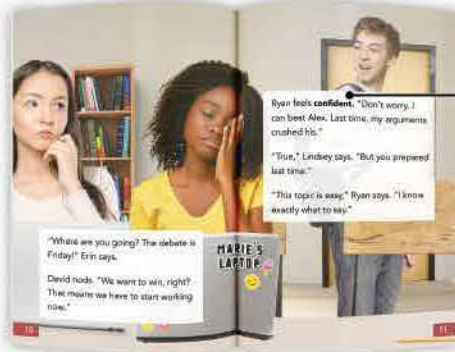 "Where are you going? The debate is
Friday!" Erin says.
David nods. "We want to win, right?
That means we have to start working
now."
MARIE'S
LAPTOP
10
Ryan feels confident. "Don't worry, I
can beat Alex. Last time, my arguments
crushed his."
"True," Lindsey says. "But you prepared
last time."
"This topic is easy," Ryan says. "I know
exactly what to say."
11